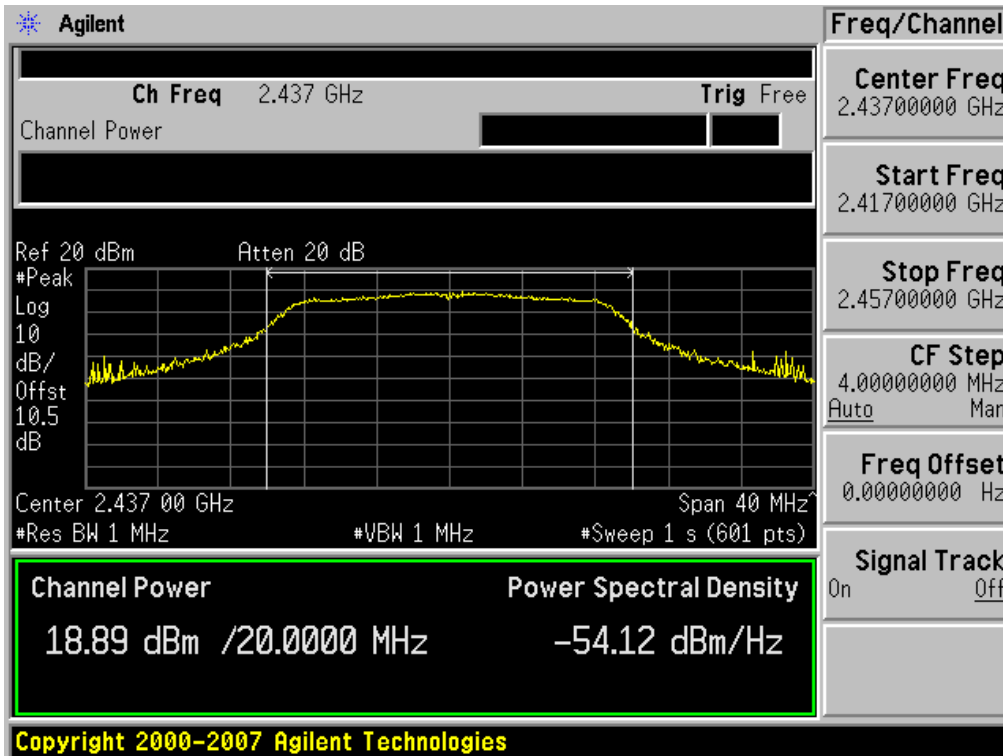 Agilent
Freq/Channel
Ch Freq 2.437 GHz
Trig Free
Channel Power
Ref 20 dBm
Atten 20 dB
#Peak
Log
10
dB/
Offst
10.5
dB
Center 2.437 00 GHz
Span 40 MHz^
#Res BW 1 MHz
#VBW 1 MHz
#Sweep 1 s (601 pts)
Channel Power
Power Spectral Density
18.89 dBm /20.0000 MHz
-54.12 dBm/Hz
Center Freq
2.43700000 GHz
Start Freq
2.41700000 GHz
Stop Freq
2.45700000 GHz
CF Step
4.00000000 MHz
Auto Man
Freq Offset
0.00000000 Hz
Signal Track
On Off
Copyright 2000-2007 Agilent Technologies